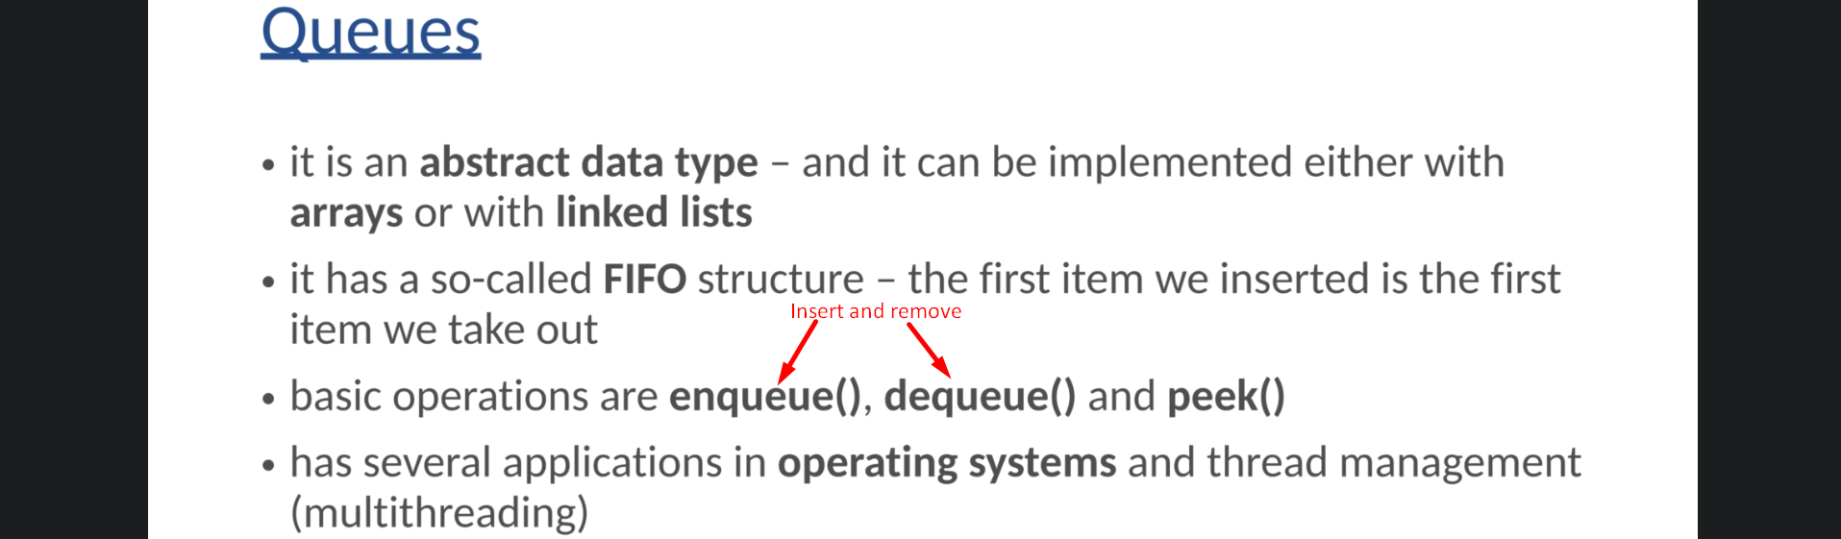 Queues
• it is an abstract data type – and it can be implemented either with
arrays or with linked lists
• it has a so-called FIFO structure – the first item we inserted is the first
item we take out
Insert and remove
• basic operations are enqueue(), dequeue() and peek()
• has several applications in operating systems and thread management
(multithreading)